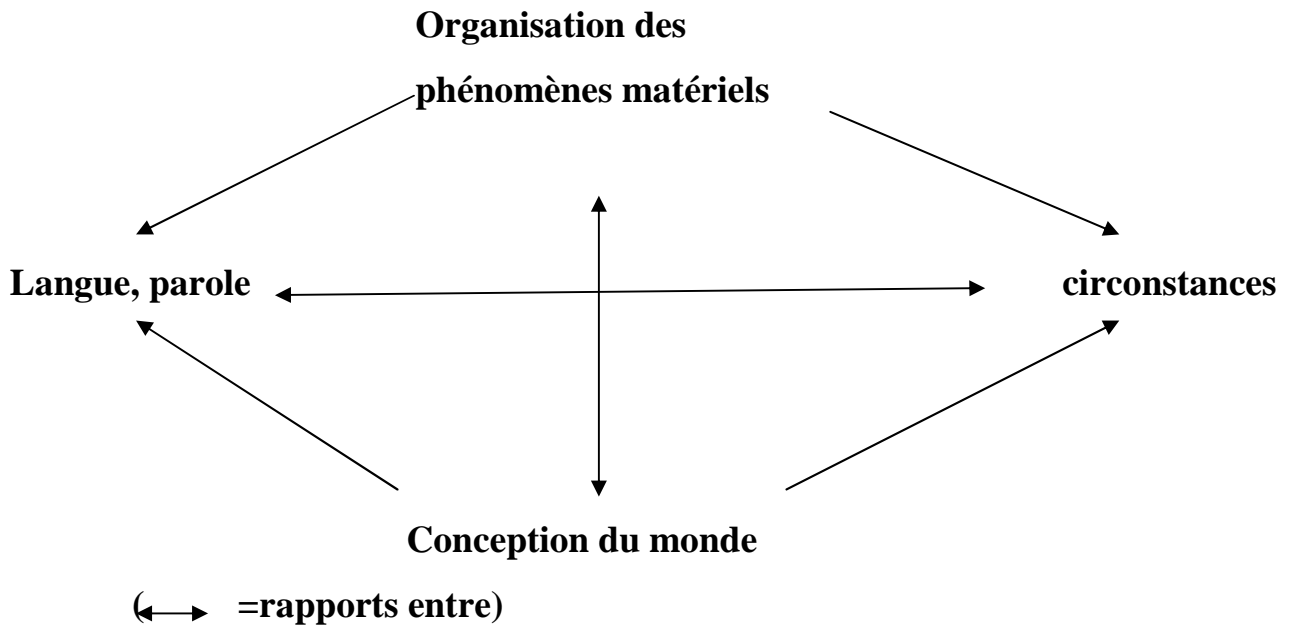 Organisation des
phénomènes matériels
Langue, parole
circonstances
Conception du monde
( =rapports entre)